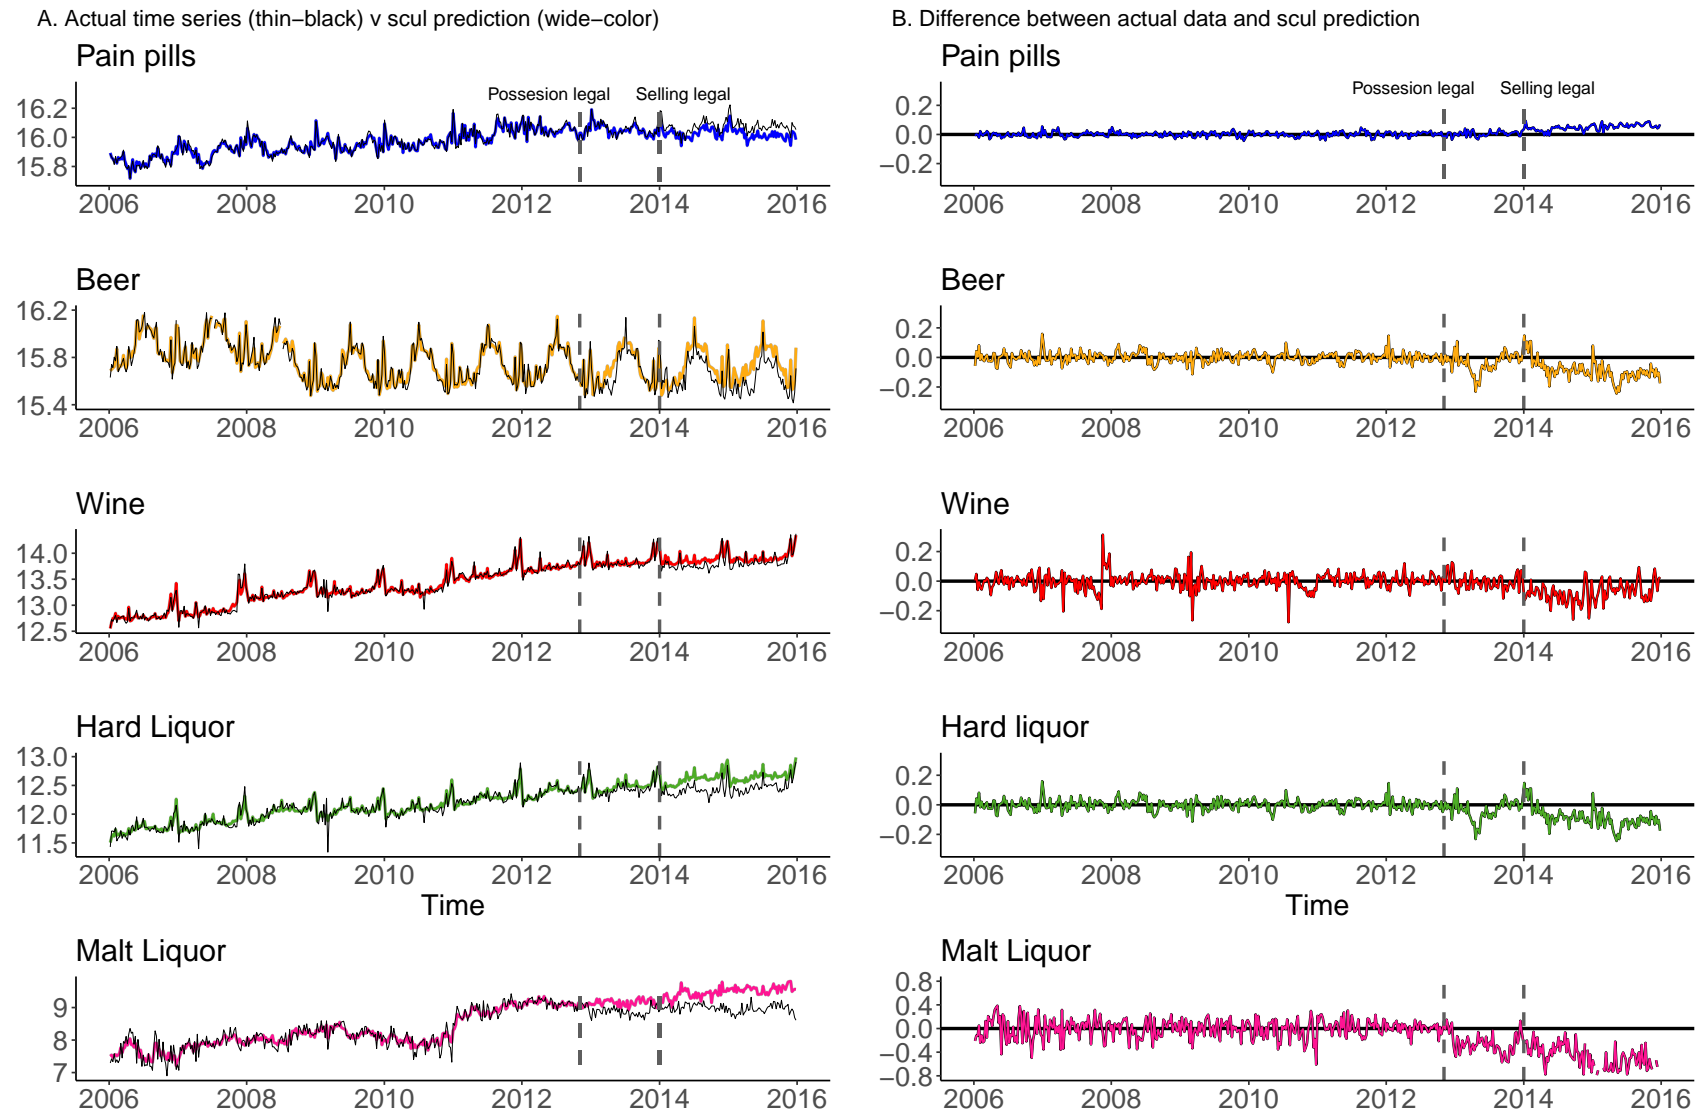 A. Actual time series (thin−black) v scul prediction (wide−color)
B. Difference between actual data and scul prediction
Pain pills
Possesion legal
Selling legal
16.2
16.0
15.8
2006 2008 2010 2012 2014 2016
Pain pills
Possesion legal
Selling legal
0.2
0.0
−0.2
2006 2008 2010 2012 2014 2016
Beer
16.2
15.8
15.4
2006 2008 2010 2012 2014 2016
Beer
0.2
0.0
−0.2
2006 2008 2010 2012 2014 2016
Wine
14.0
13.5
13.0
12.5
2006 2008 2010 2012 2014 2016
Wine
0.2
0.0
−0.2
2006 2008 2010 2012 2014 2016
Hard Liquor
13.0
12.5
12.0
11.5
2006 2008 2010 2012 2014 2016
Time
Hard liquor
0.2
0.0
−0.2
2006 2008 2010 2012 2014 2016
Time
Malt Liquor
9
8
7
2006 2008 2010 2012 2014 2016
Malt Liquor
0.8
0.4
0.0
−0.4
−0.8
2006 2008 2010 2012 2014 2016